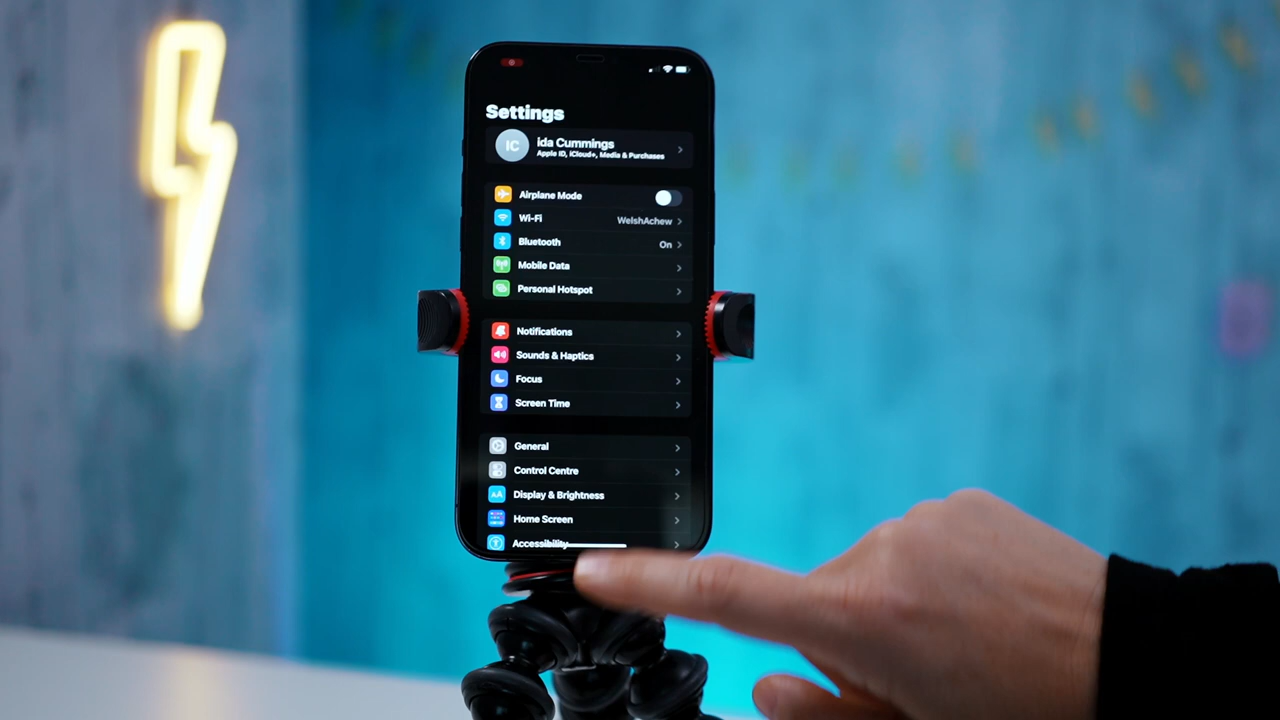 Settings
IC
ida Cummings
Apple ID, iCloud+, Media & Purchases
Airplane Mode
Wi-Fi WelshAchew
Bluetooth On
Mobile Data
Personal Hotspot
Notifications
Sounds & Haptics
Focus
Screen Time
General
Control Centre
AA Display & Brightness
Home Screen
Accessibility